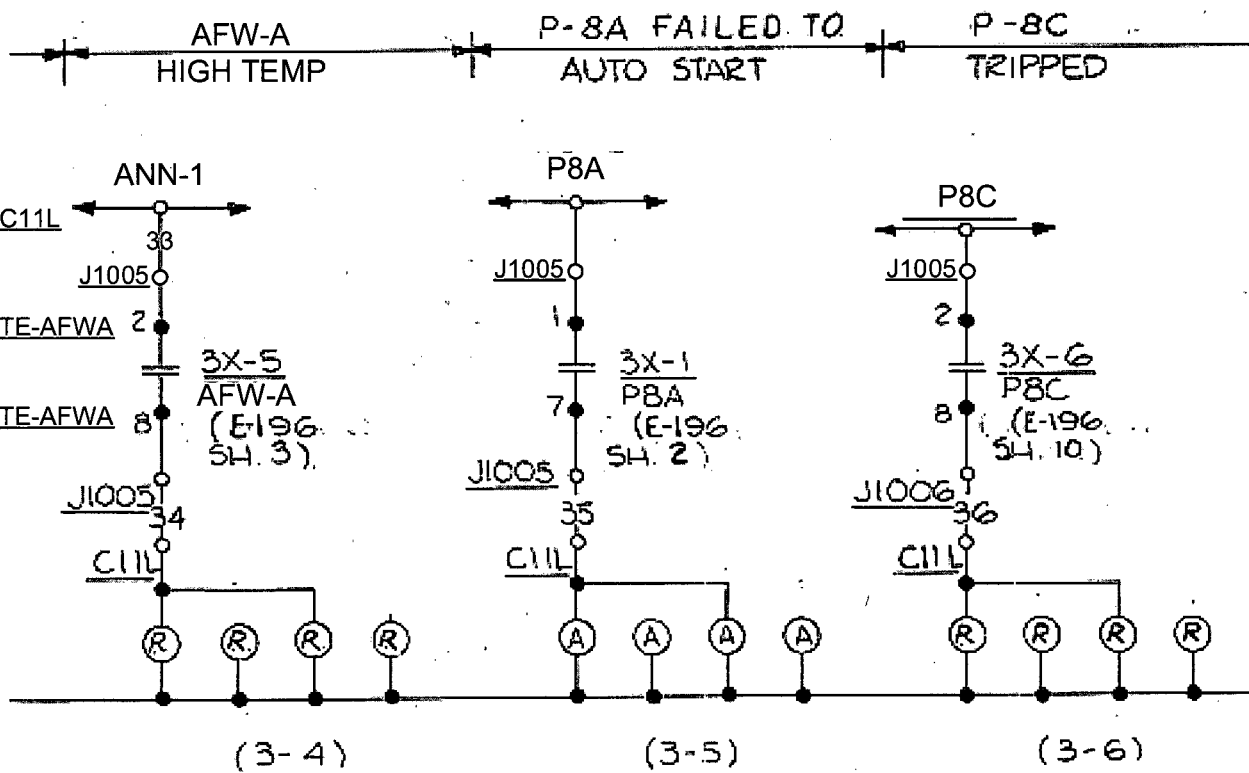 AFW-A
HIGH TEMP
P-8A FAILED TO
AUTO START
P-8C
TRIPPED
ANN-1
C11L
33
J1005
TE-AFWA
2
3X-5
AFW-A
TE-AFWA
8
(E-196
SH. 3)
J1005
34
C11L
R R R R
(3-4)
P8A
J1005
1
3X-1
P8A
7
(E-196
SH. 2)
J1005
35
C11L
A A A A
(3-5)
P8C
J1005
2
3X-6
P8C
8
(E-196
SH. 10)
J1006
36
C11L
R R R R
(3-6)